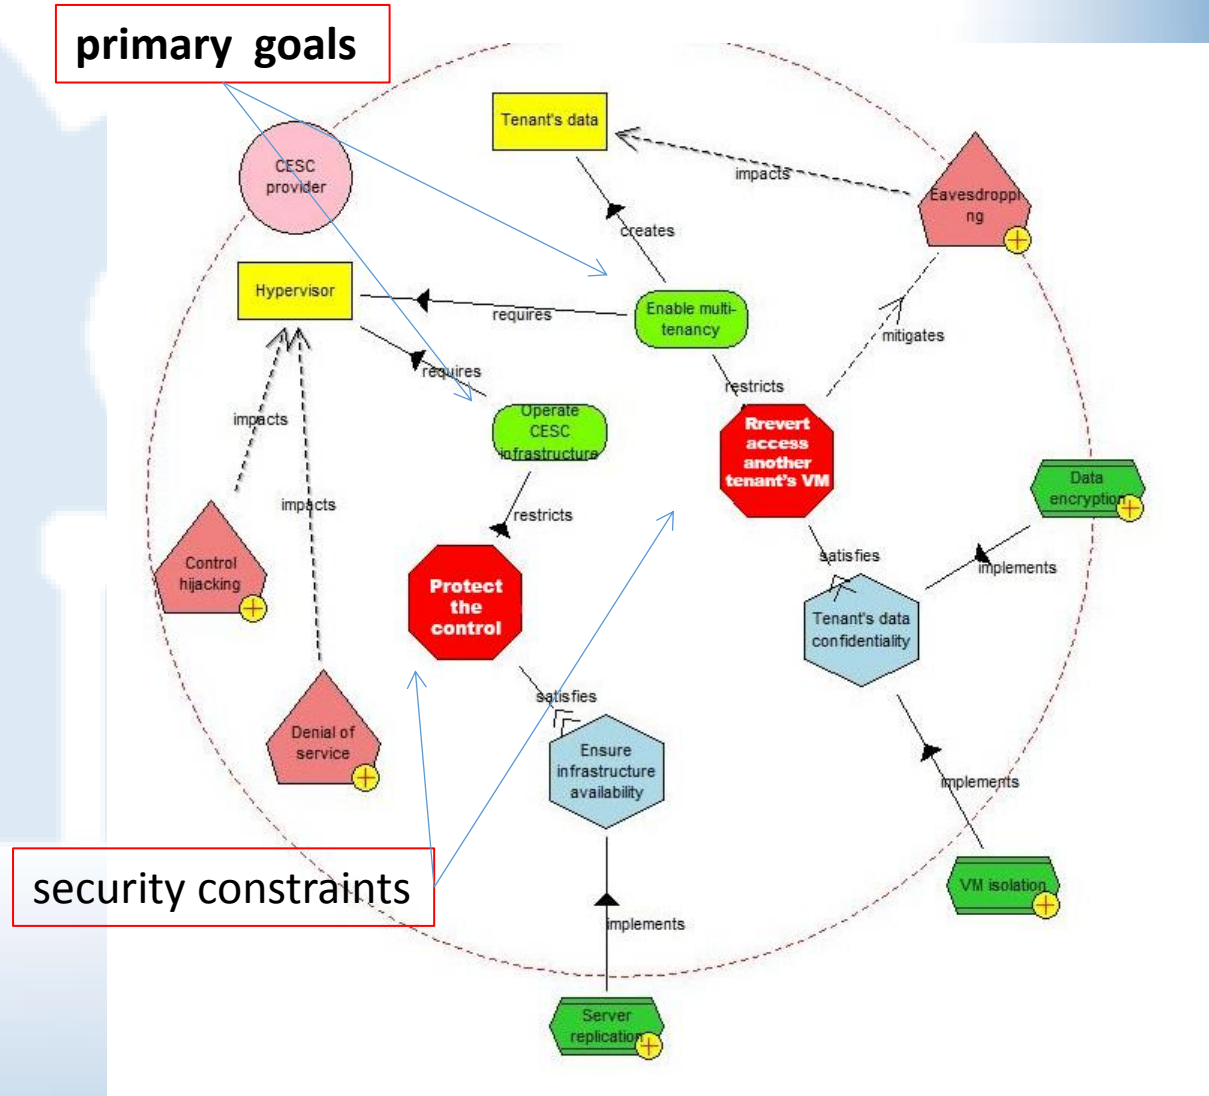 primary goals
Tenant's data
CESC
provider
impacts
Eavesdroppi
ng
creates
Hypervisor
requires
Enable multi-
tenancy
mitigates
requires
restricts
impacts
Operate
CESC
infrastructure
Rrevert
access
another
tenant's VM
Data
encryption
impacts
restricts
satisfies
implements
Control
hijacking
Protect
the
control
Tenant's data
confidentiality
satisfies
Denial of
service
Ensure
infrastructure
availability
implements
security constraints
VM isolation
implements
Server
replication